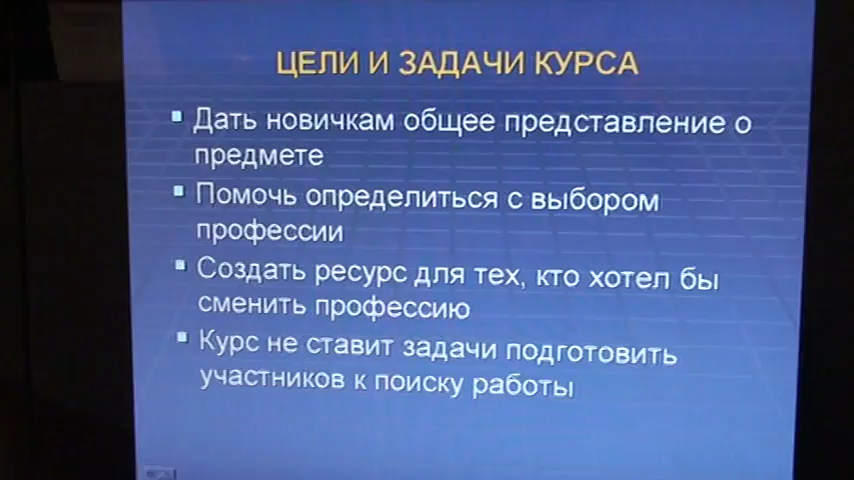 ЦЕЛИ И ЗАДАЧИ КУРСА
Дать новичкам общее представление о
предмете
Помочь определиться с выбором
профессии
Создать ресурс для тех, кто хотел бы
сменить профессию
Курс не ставит задачи подготовить
участников к поиску работы